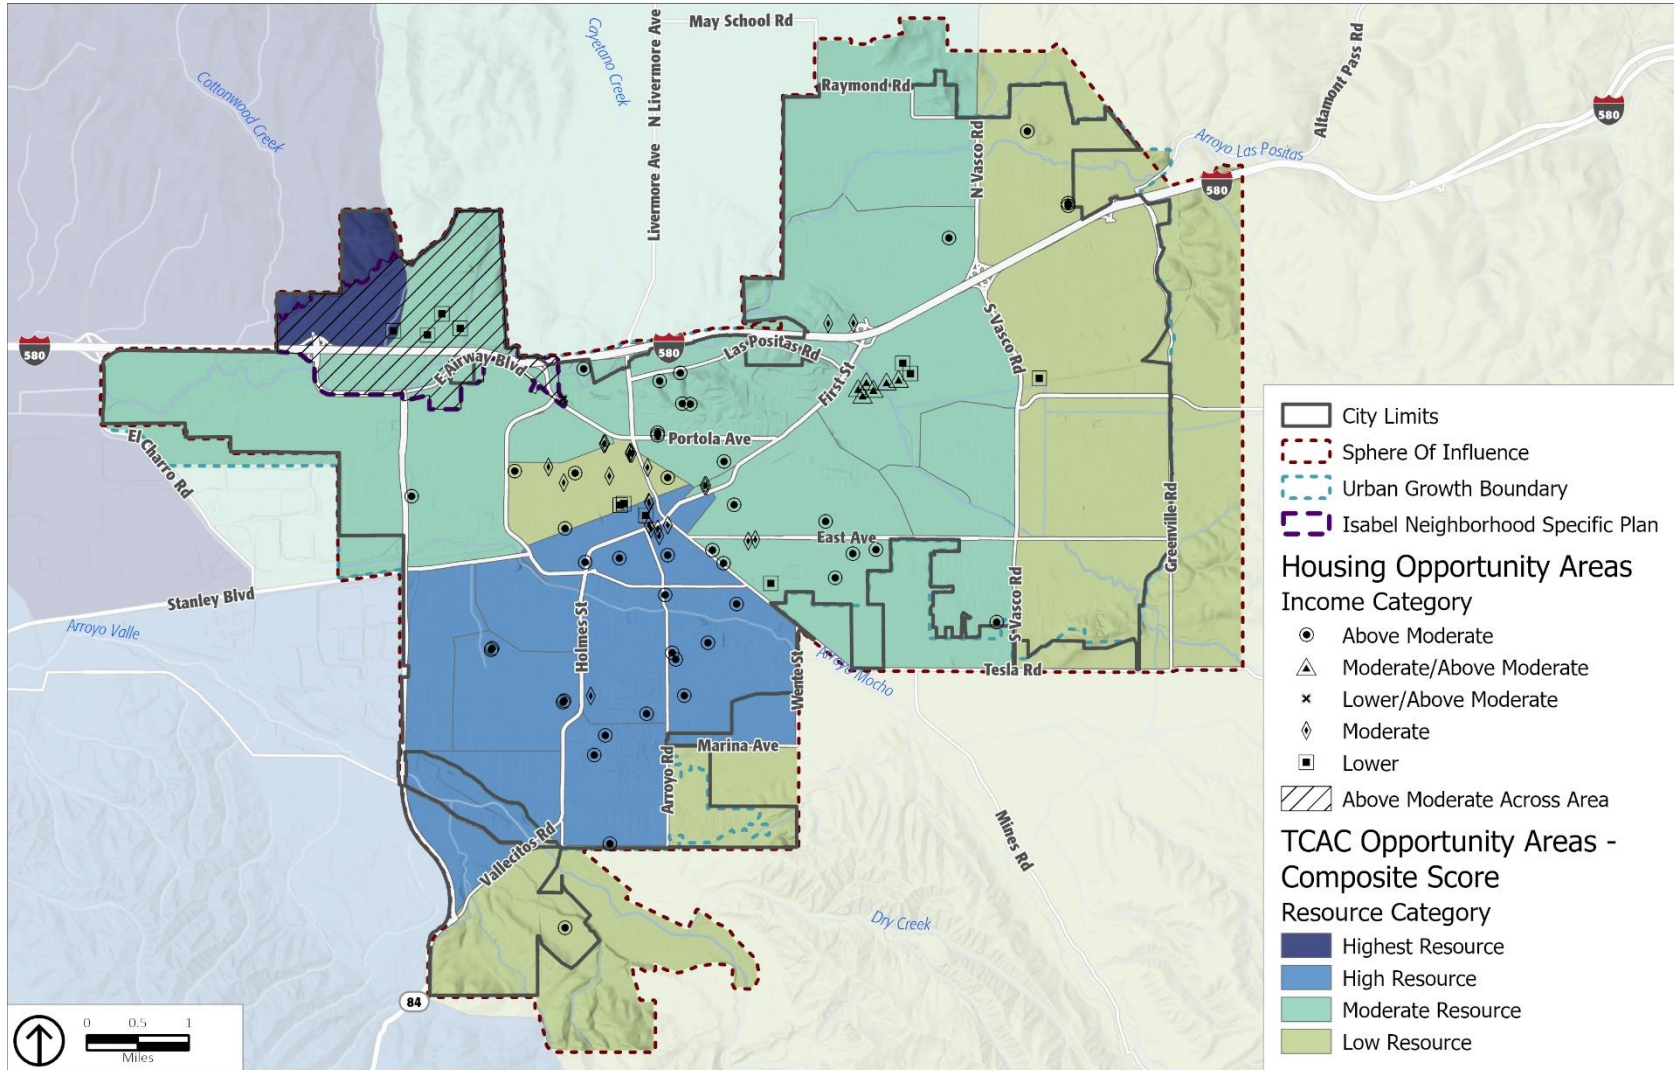 May School Rd
Cottonwood Creek
Cayetano Creek
N Livermore Ave
Livermore Ave
Raymond Rd
N Vasco Rd
Altamont Pass Rd
580
Arroyo Las Positas
580
580
580
E Airway Blvd
Las Positas Rd
First St
S Vasco Rd
Portola Ave
El Charro Rd
East Ave
Greenville Rd
Stanley Blvd
Arroyo Valle
Holmes St
S Vasco Rd
Tesla Rd
Wente St
Arroyo Mocho
Marina Ave
Arroyo Rd
Vallecitos Rd
Mines Rd
Dry Creek
84
0 0.5 1
Miles
City Limits
Sphere Of Influence
Urban Growth Boundary
Isabel Neighborhood Specific Plan
Housing Opportunity Areas
Income Category
Above Moderate
Moderate/Above Moderate
Lower/Above Moderate
Moderate
Lower
Above Moderate Across Area
TCAC Opportunity Areas -
Composite Score
Resource Category
Highest Resource
High Resource
Moderate Resource
Low Resource